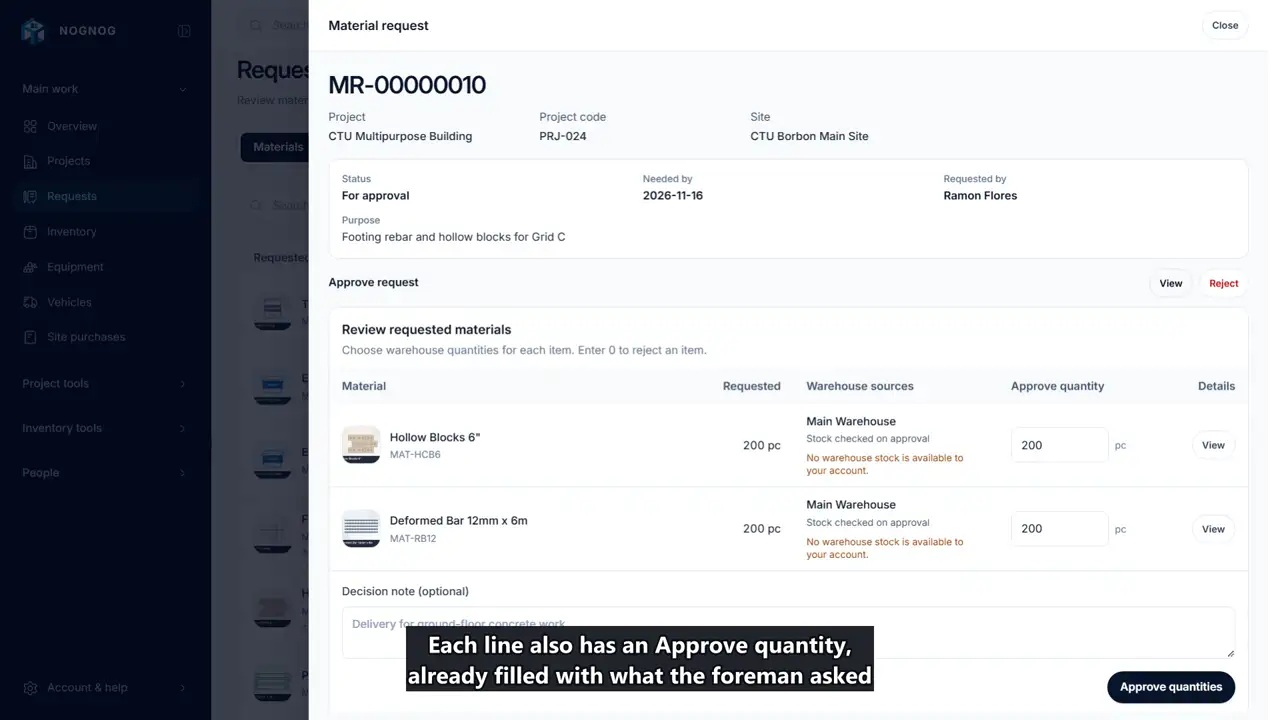 NOGNOG
Main work
Overview
Projects
Requests
Inventory
Equipment
Vehicles
Site purchases
Project tools
Inventory tools
People
Account & help
Materials
Material request
Close
MR-00000010
Project
Project code
Site
CTU Multipurpose Building
PRJ-024
CTU Borbon Main Site
Status
Needed by
Requested by
For approval
2026-11-16
Ramon Flores
Purpose
Footing rebar and hollow blocks for Grid C
Approve request
View
Reject
Review requested materials
Choose warehouse quantities for each item. Enter 0 to reject an item.
Material
Requested
Warehouse sources
Approve quantity
Details
Hollow Blocks 6"
MAT-HCB6
200 pc
Main Warehouse
Stock checked on approval
No warehouse stock is available to
your account.
200
pc
View
Deformed Bar 12mm x 6m
MAT-RB12
200 pc
Main Warehouse
Stock checked on approval
No warehouse stock is available to
your account.
200
pc
View
Decision note (optional)
Delivery for ground-floor concrete work
Each line also has an Approve quantity,
already filled with what the foreman asked
Approve quantities